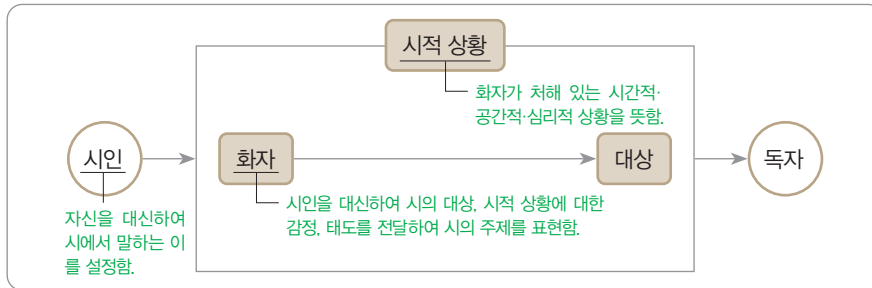 시적 상황
화자가 처해 있는 시간적·
공간적·심리적 상황을 뜻함.
시인
화자
대상
독자
자신을 대신하여
시에서 말하는 이
를 설정함.
시인을 대신하여 시의 대상, 시적 상황에 대한
감정, 태도를 전달하여 시의 주제를 표현함.